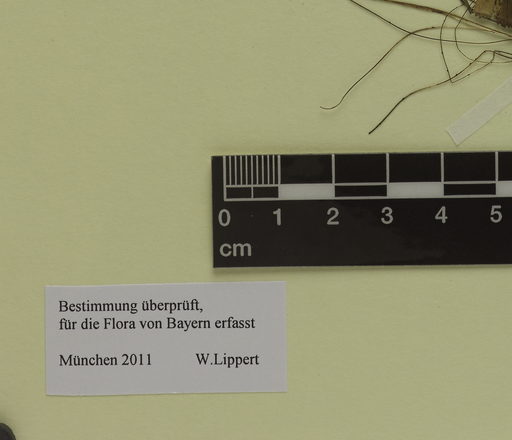 0 1 2 3 4 5
cm
Bestimmung überprüft,
für die Flora von Bayern erfasst
München 2011 W.Lippert